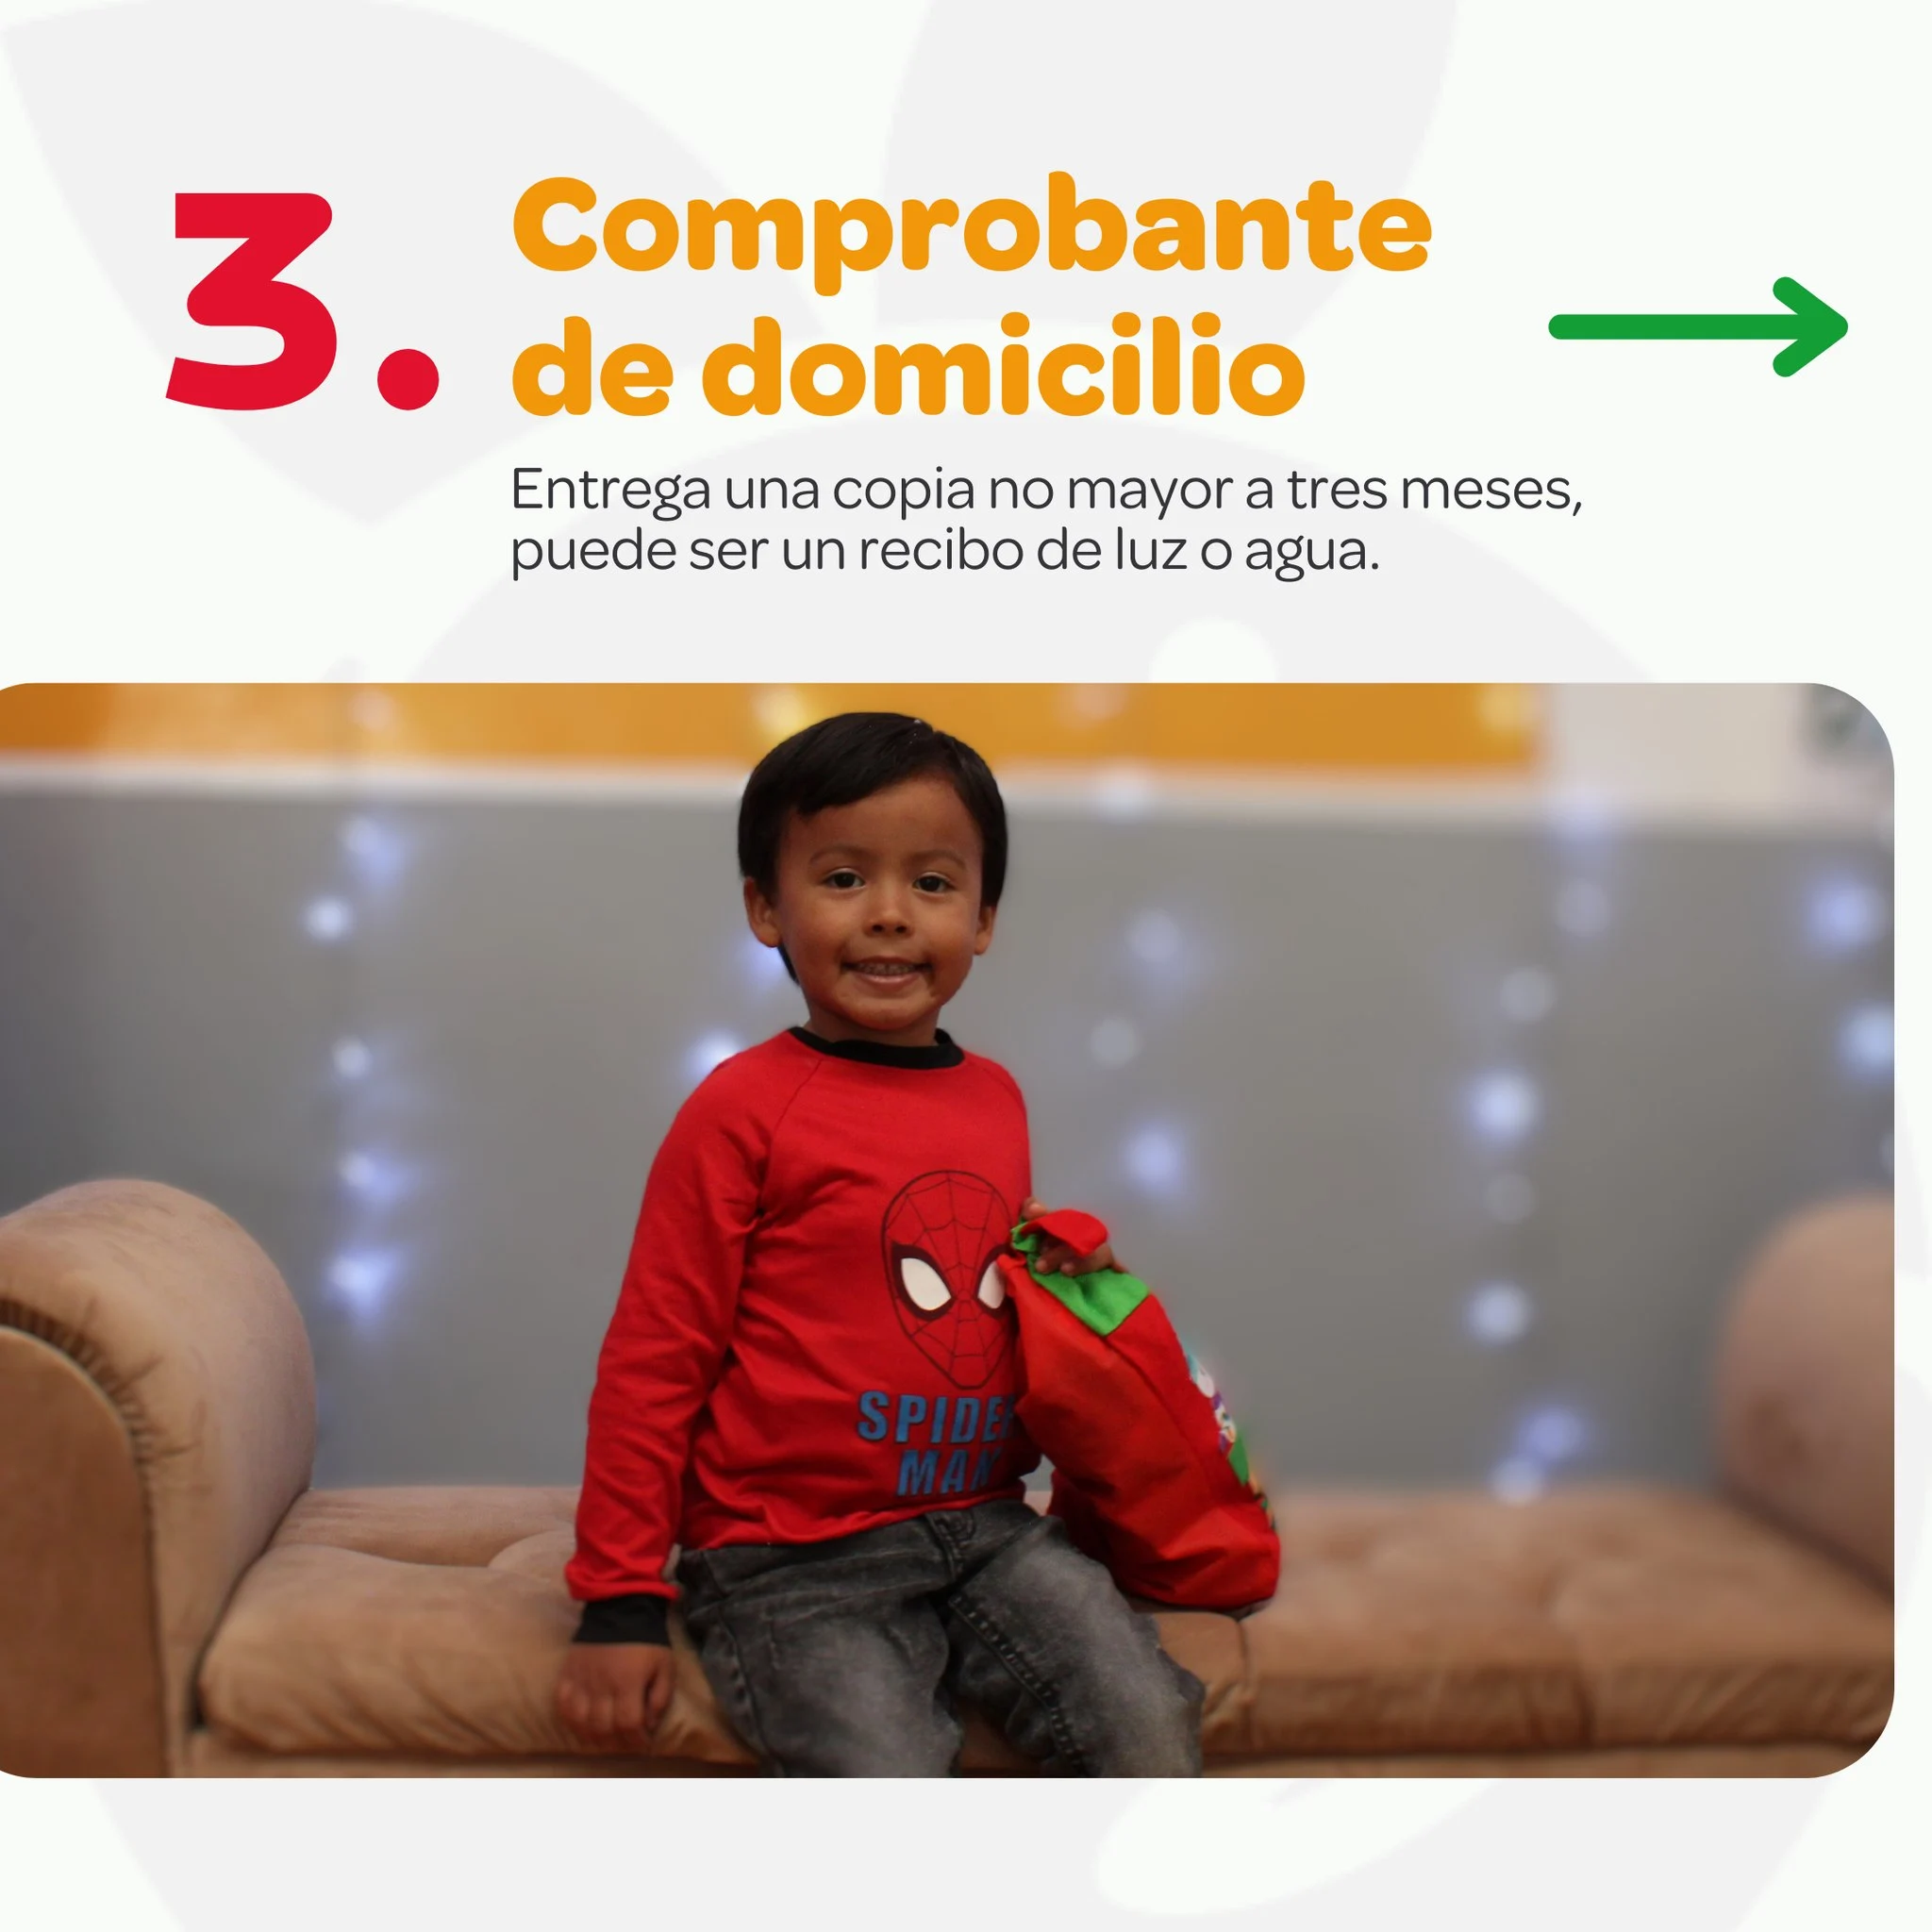 3.
Comprobante
de domicilio
Entrega una copia no mayor a tres meses,
puede ser un recibo de luz o agua.
SPIDER
MAN